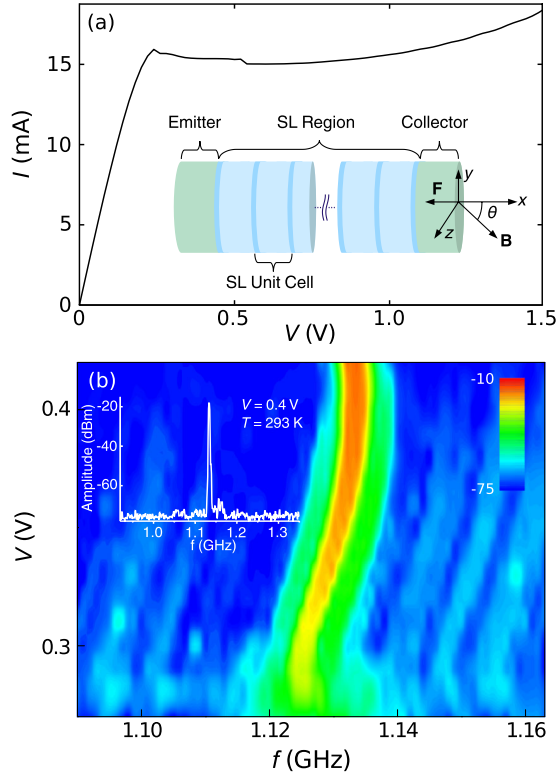 (a)
15
10
5
0
I (mA)
Emitter
SL Region
Collector
F
y
x
θ
z
B
SL Unit Cell
0
0.5
1.0
1.5
V (V)
(b)
-10
-75
V = 0.4 V
T = 293 K
-20
-40
-60
Amplitude (dBm)
1.0
1.1
1.2
1.3
f (GHz)
0.4
0.3
V (V)
1.10
1.12
1.14
1.16
f (GHz)